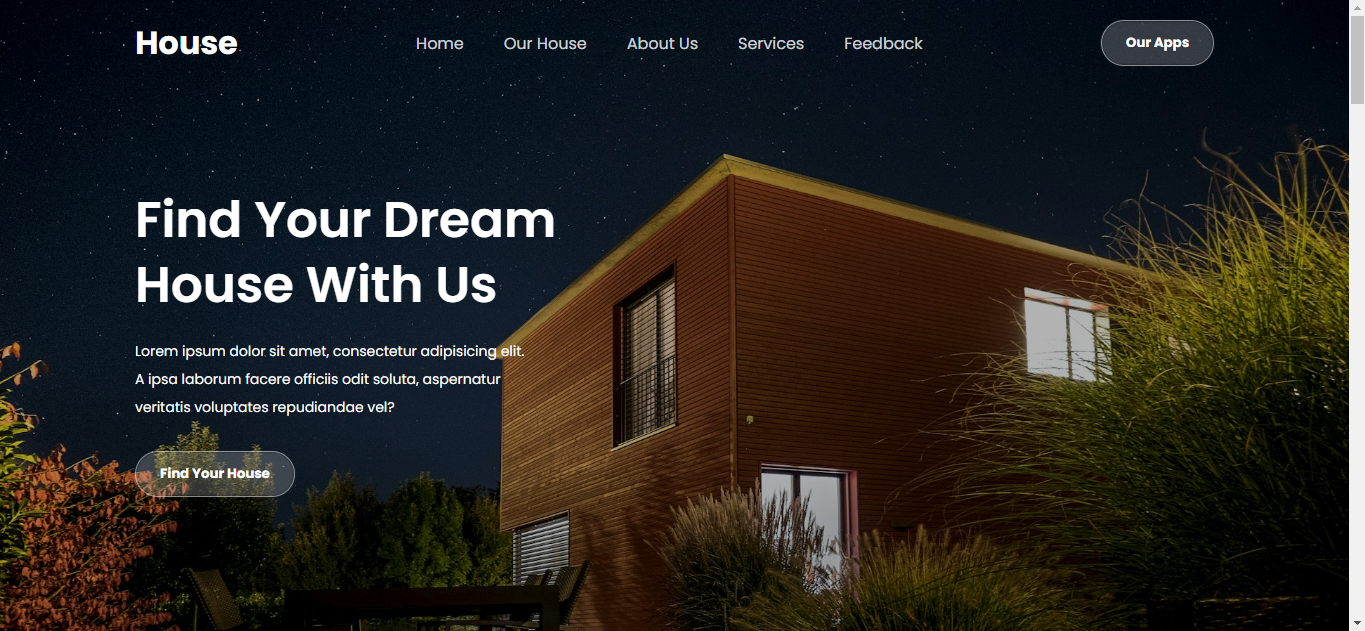 House
Home
Our House
About Us
Services
Feedback
Our Apps
Find Your Dream
House With Us
Lorem ipsum dolor sit amet, consectetur adipisicing elit.
A ipsa laborum facere officiis odit soluta, aspernatur
veritatis voluptates repudiandae vel?
Find Your House